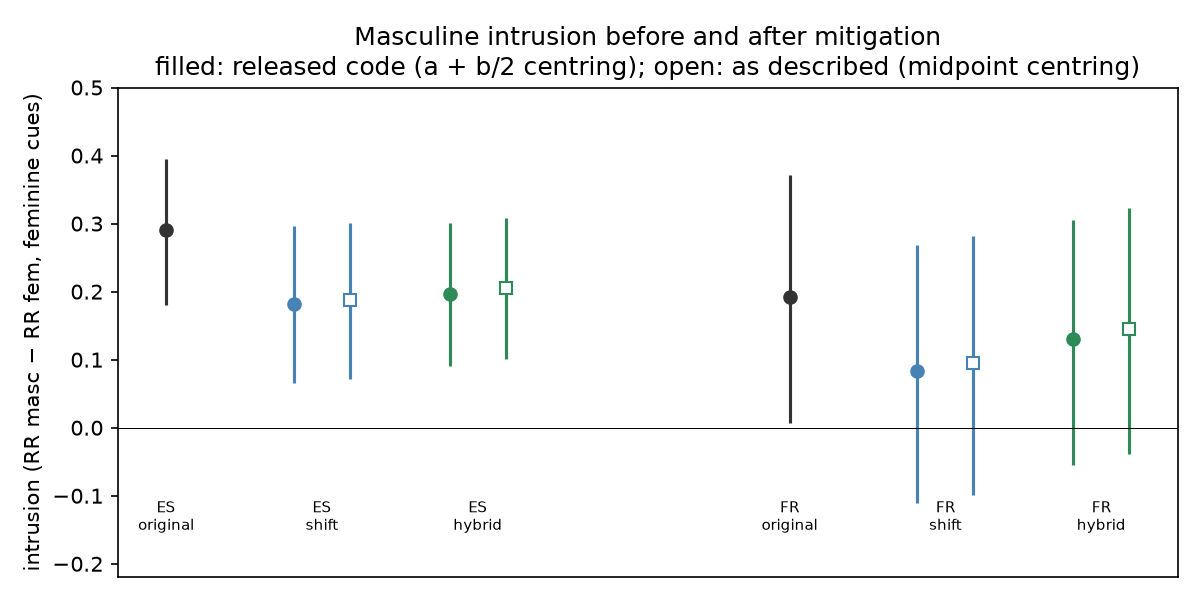 Masculine intrusion before and after mitigation
filled: released code (a + b/2 centring); open: as described (midpoint centring)
intrusion (RR masc − RR fem, feminine cues)
0.5
0.4
0.3
0.2
0.1
0.0
−0.1
−0.2
ES
original
ES
shift
ES
hybrid
FR
original
FR
shift
FR
hybrid